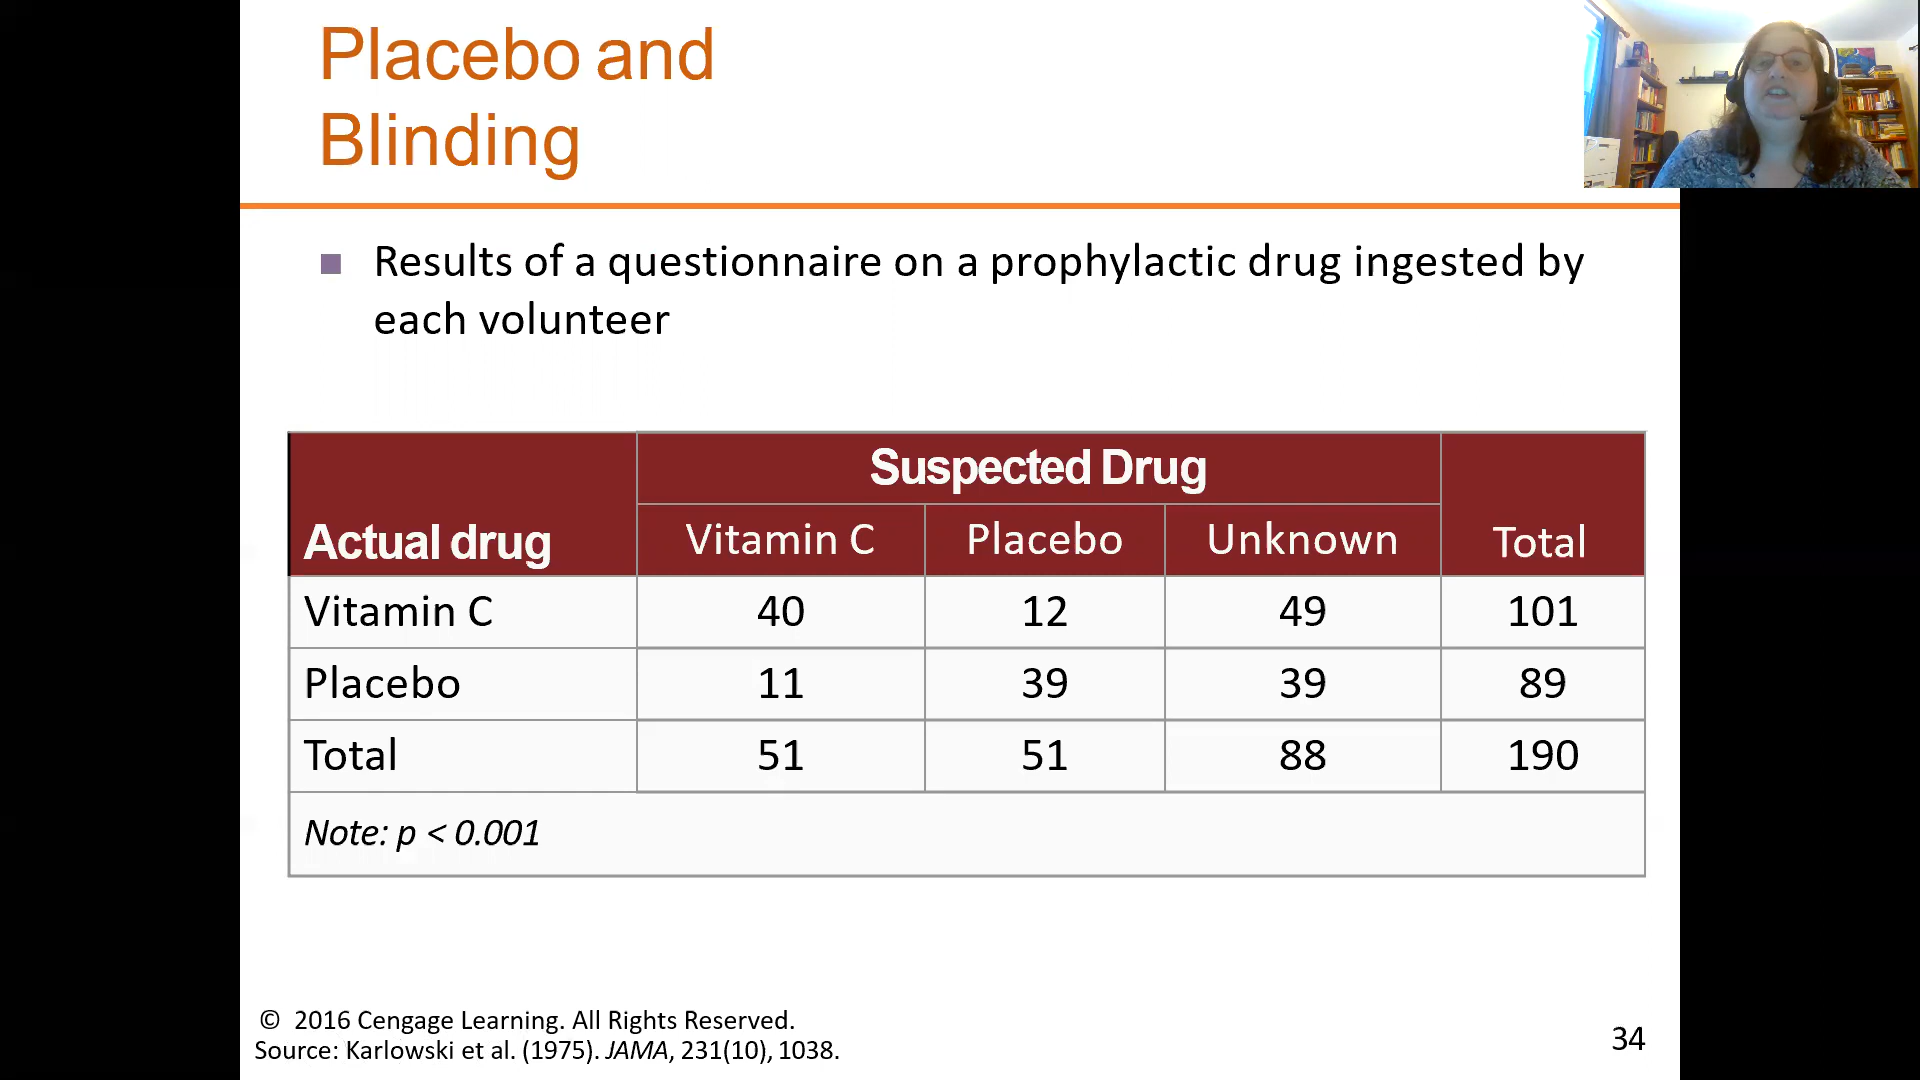 Placebo and
Blinding
Results of a questionnaire on a prophylactic drug ingested by
each volunteer
Suspected Drug
Actual drug Vitamin C Placebo Unknown Total
Vitamin C 40 12 49 101
Placebo 11 39 39 89
Total 51 51 88 190
Note: p < 0.001
© 2016 Cengage Learning. All Rights Reserved.
Source: Karlowski et al. (1975). JAMA, 231(10), 1038.
34